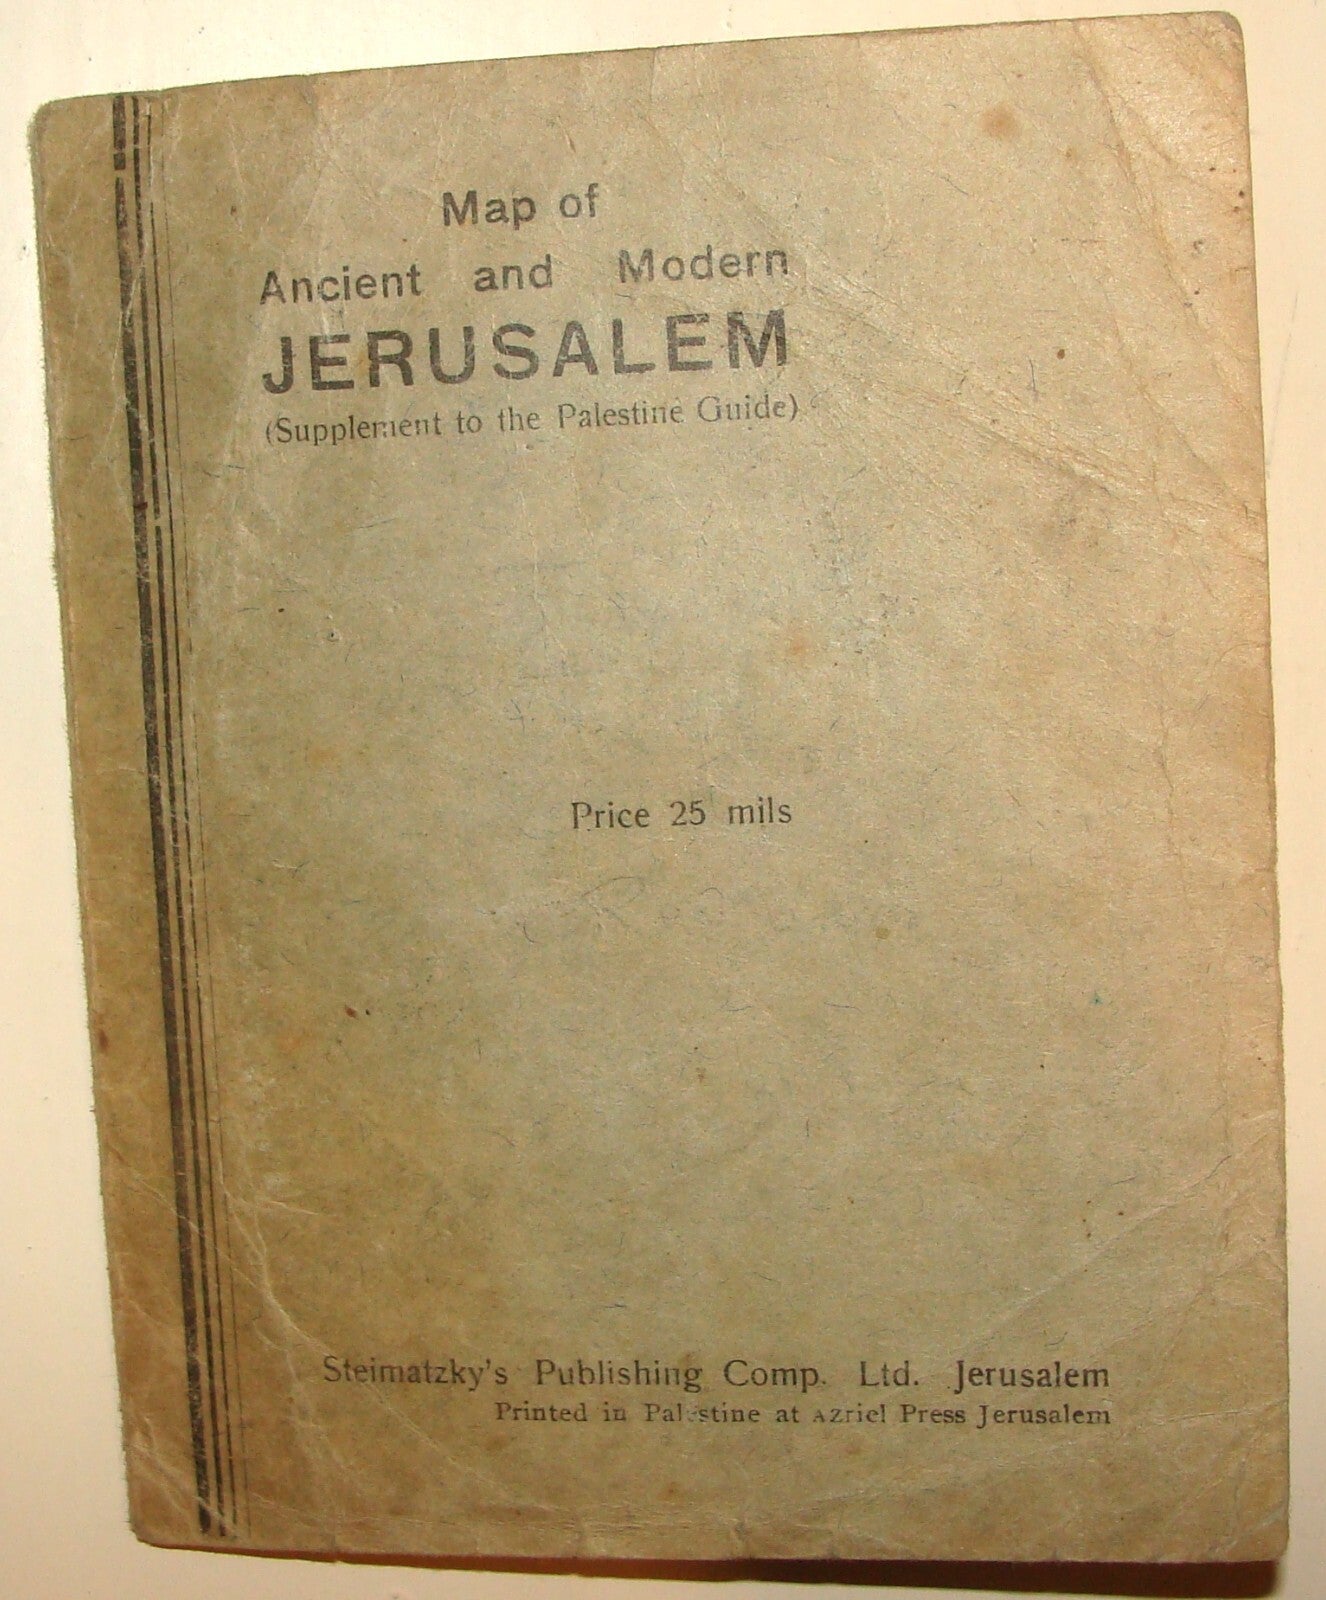 Map of
Ancient and Modern
JERUSALEM
(Supplement to the Palestine Guide)
Price 25 mils
Steimatzky's Publishing Comp. Ltd. Jerusalem
Printed in Palestine at Azriel Press Jerusalem